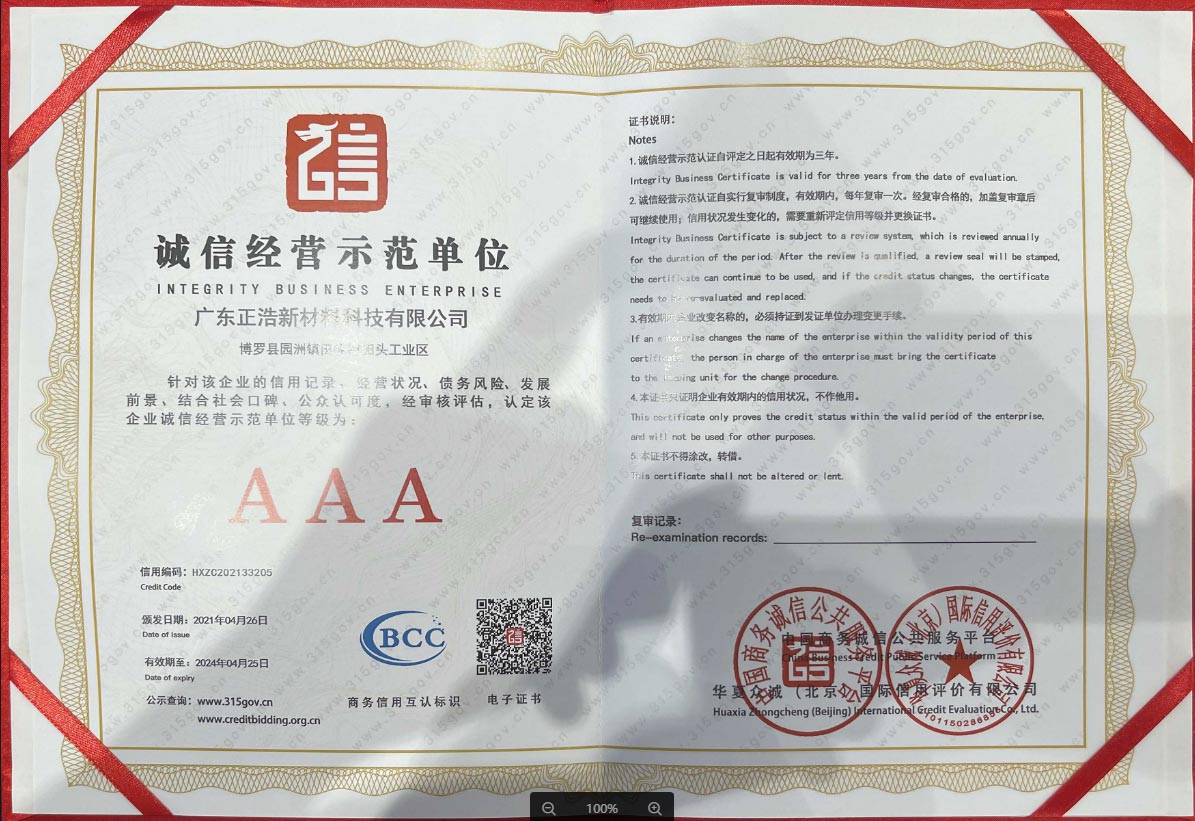 诚信经营示范单位
INTEGRITY BUSINESS ENTERPRISE
广东正浩新材料科技有限公司
博罗县园洲镇 头工业区
针对该企业的信用记录、经营状况、债务风险、发展
前景、结合社会口碑、公众认可度，经审核评估，认定该
企业诚信经营示范单位等级为：
AAA
信用编码：HXZC202133205
Credit Code
颁发日期：2021年04月26日
Date of issue
有效期至：2024年04月25日
Date of expiry
公示查询：www.315gov.cn
www.creditbidding.org.cn
BCC
商务信用互认标识
电子证书
证书说明：
Notes
1.诚信经营示范认证自评定之日起有效期为三年。
Integrity Business Certificate is valid for three years from the date of evaluation.
2.诚信经营示范认证自实行复审制度，有效期内，每年复审一次。经复审合格的，加盖复审章后
可继续使用；信用状况发生变化的，需要重新评定信用等级并更换证书。
Integrity Business Certificate is subject to a review system, which is reviewed annually
for the duration of the period. After the review is qualified, a review seal will be stamped,
the certificate can continue to be used, and if the credit status changes, the certificate
needs to be re-evaluated and replaced.
3.有效期内企业改变名称的，必须持证到发证单位办理变更手续。
If an enterprise changes the name of the enterprise within the validity period of this
certificate, the person in charge of the enterprise must bring the certificate
to the issuing unit for the change procedure.
4.本证书只证明企业有效期内的信用状况，不作他用。
This certificate only proves the credit status within the valid period of the enterprise,
and will not be used for other purposes.
5.本证书不得涂改，转借。
This certificate shall not be altered or lent.
复审记录：
Re-examination records:
中国商务诚信公共服务平台
China Business Credit Public Service Platform
华夏众诚（北京）国际信用评价有限公司
Huaxia Zhongcheng (Beijing) International Credit Evaluation Co., Ltd.
100%